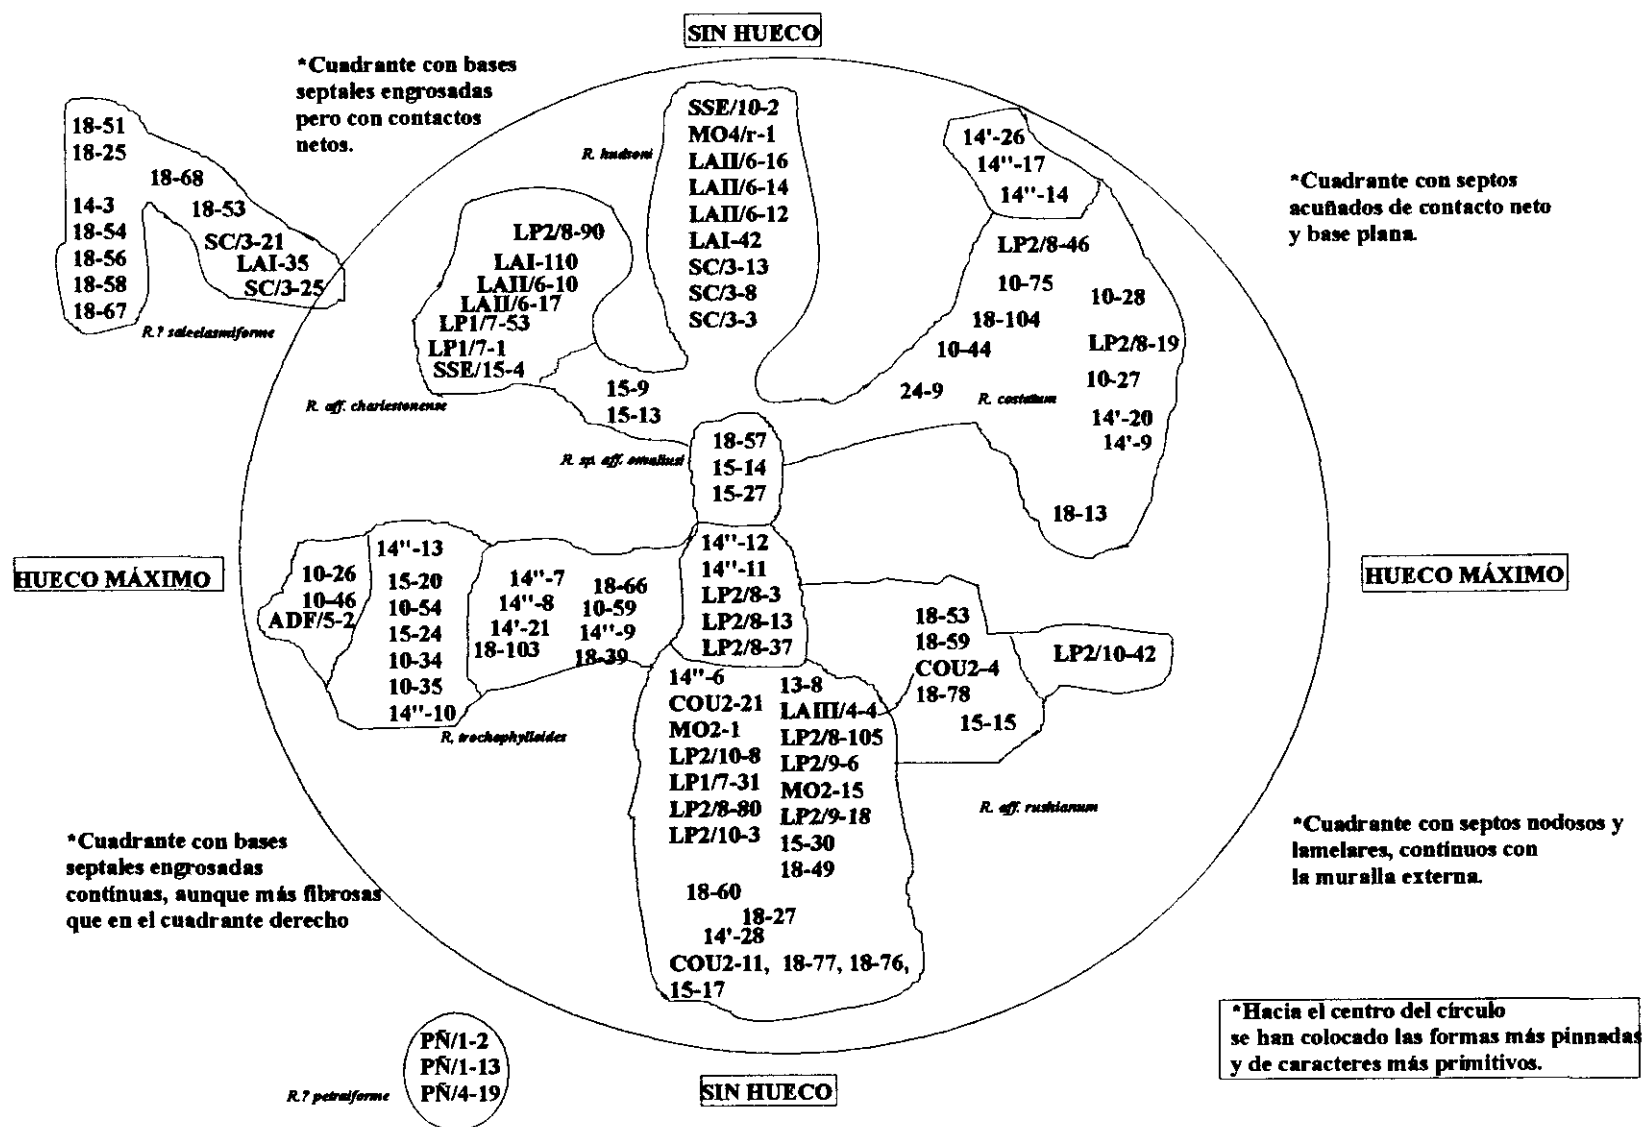 SIN HUECO
*Cuadrante con bases
septales engrosadas
pero con contactos
netos.
18-51
18-25
18-68
14-3
18-53
18-54
SC/3-21
18-56
LAI-35
18-58
SC/3-25
18-67
R.? saleelasmiforme
R. hudsoni
SSE/10-2
MO4/r-1
LAII/6-16
LAII/6-14
LAII/6-12
LAI-42
SC/3-13
SC/3-8
SC/3-3
LP2/8-90
LAI-110
LAII/6-10
LAII/6-17
LP1/7-53
LP1/7-1
SSE/15-4
R. aff. charlestonense
15-9
15-13
14'-26
14''-17
14''-14
*Cuadrante con septos
acuñados de contacto neto
y base plana.
LP2/8-46
10-75
10-28
18-104
10-44
LP2/8-19
24-9
10-27
R. costatum
14'-20
14'-9
18-13
R. sp. aff. omaliusi
18-57
15-14
15-27
HUECO MÁXIMO
10-26
10-46
ADF/5-2
14''-13
15-20
10-54
15-24
10-34
10-35
14''-10
14''-7
14''-8
14'-21
18-103
18-66
10-59
14''-9
18-39
R. trochophylloides
14''-12
14''-11
LP2/8-3
LP2/8-13
LP2/8-37
HUECO MÁXIMO
18-53
18-59
COU2-4
18-78
15-15
LP2/10-42
R. aff. rushianum
14''-6
COU2-21
MO2-1
LP2/10-8
LP1/7-31
LP2/8-80
LP2/10-3
13-8
LAIII/4-4
LP2/8-105
LP2/9-6
MO2-15
LP2/9-18
15-30
18-49
18-60
18-27
14'-28
COU2-11, 18-77, 18-76,
15-17
*Cuadrante con bases
septales engrosadas
contínuas, aunque más fibrosas
que en el cuadrante derecho
*Cuadrante con septos nodosos y
lamelares, contínuos con
la muralla externa.
*Hacia el centro del círculo
se han colocado las formas más pinnadas
y de caracteres más primitivos.
R.? petraiforme
PÑ/1-2
PÑ/1-13
PÑ/4-19
SIN HUECO